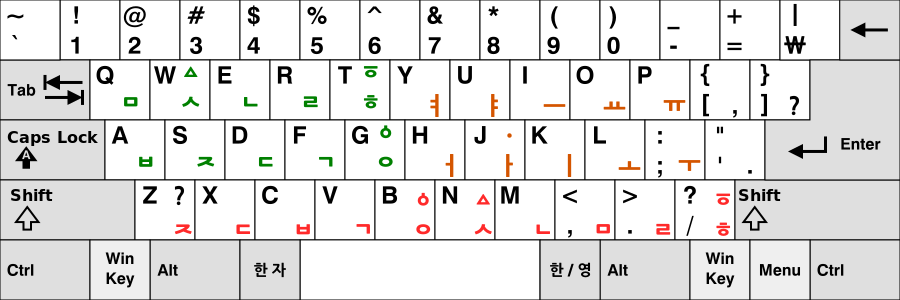 ~ ! @ # $ % ^ & * ( ) _ + |
` 1 2 3 4 5 6 7 8 9 0 - = ₩
Q W ㅿ E R T ㆆ Y U I O P { }
Tab ㅁ ㅅ ㄴ ㄹ ㅎ ㅕ ㅑ ㅡ ㅛ ㅠ [ , ] ?
Caps Lock A S D F G ㆁ H J ㆍ K L : " Enter
A ㅂ ㅈ ㄷ ㄱ ㅇ ㅓ ㅏ ㅣ ㅗ ; ㅜ ' .
Shift Z ? X C V B ㆁ N ㅿ M < > ? ㆆ Shift
ㅈ ㄷ ㅂ ㄱ ㅇ ㅅ ㄴ , ㅁ . ㄹ / ㅎ
Ctrl Win Key Alt 한 자 한 / 영 Alt Win Key Menu Ctrl